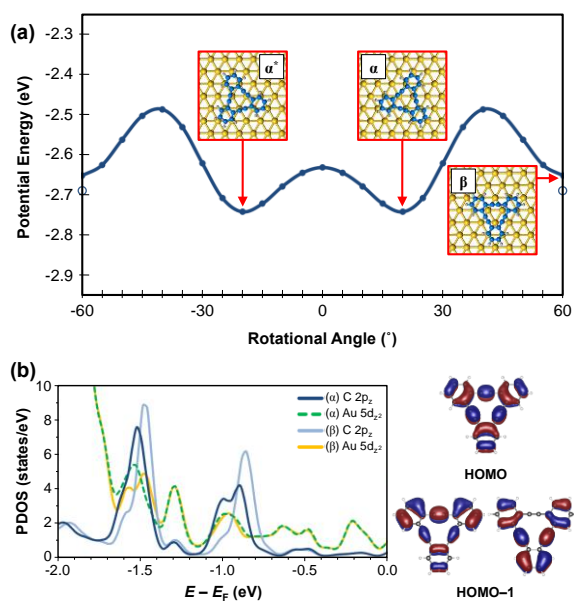 (a)
Potential Energy (eV)
-2.3
-2.4
-2.5
-2.6
-2.7
-2.8
-2.9
α*
α
β
-60
-30
0
30
60
Rotational Angle (˚)
(b)
PDOS (states/eV)
10
8
6
4
2
0
(α) C 2pz
(α) Au 5dz²
(β) C 2pz
(β) Au 5dz²
-2.0
-1.5
-1.0
-0.5
0.0
E – EF (eV)
HOMO
HOMO–1